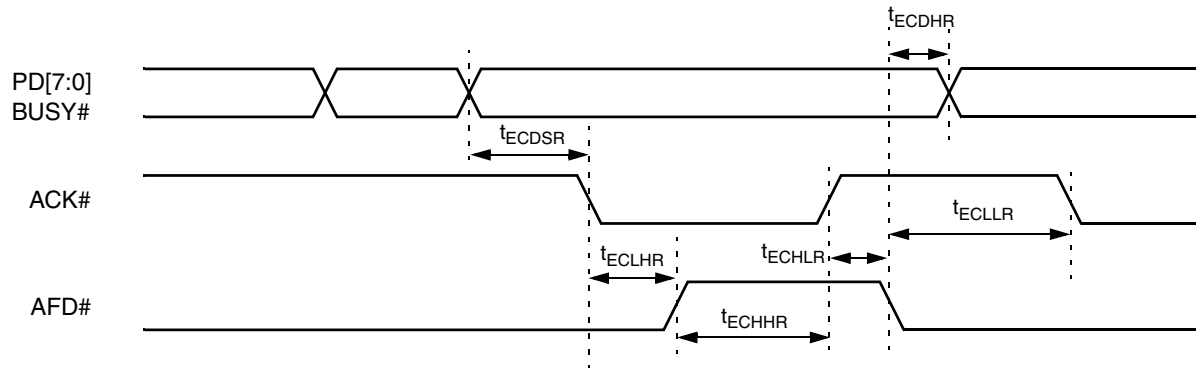 tECDHR
PD[7:0]
BUSY#
tECDSR
ACK#
tECLLR
tECHLR
tECLHR
AFD#
tECHHR